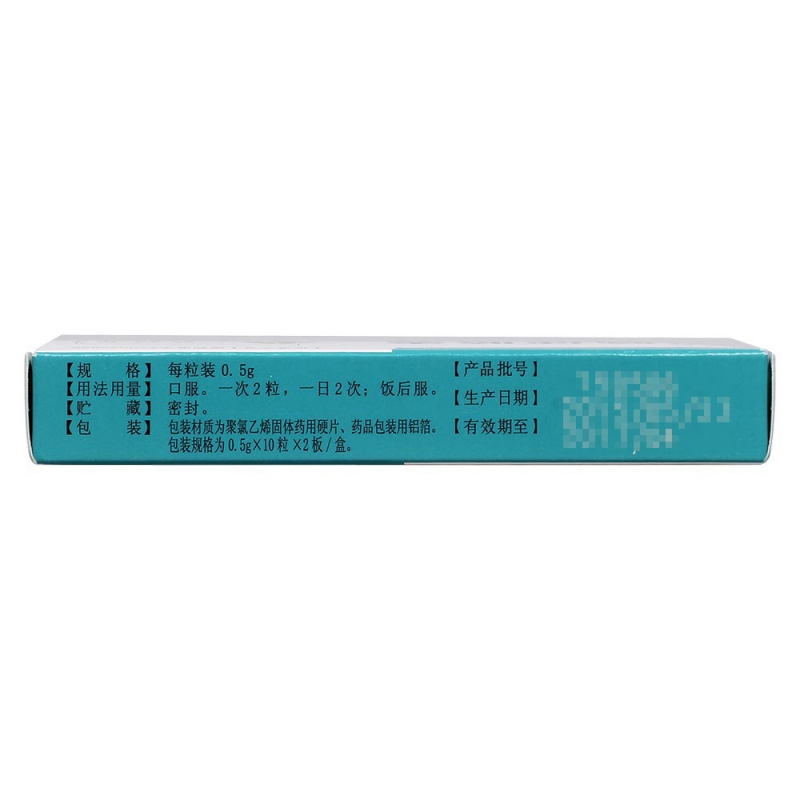 【规 格】 每粒装 0.5g
【用法用量】 口服。一次2粒，一日2次；饭后服。
【贮 藏】 密封。
【包 装】 包装材质为聚氯乙烯固体药用硬片、药品包装用铝箔。
包装规格为0.5g×10粒×2板/盒。
【产品批号】
【生产日期】
【有效期至】